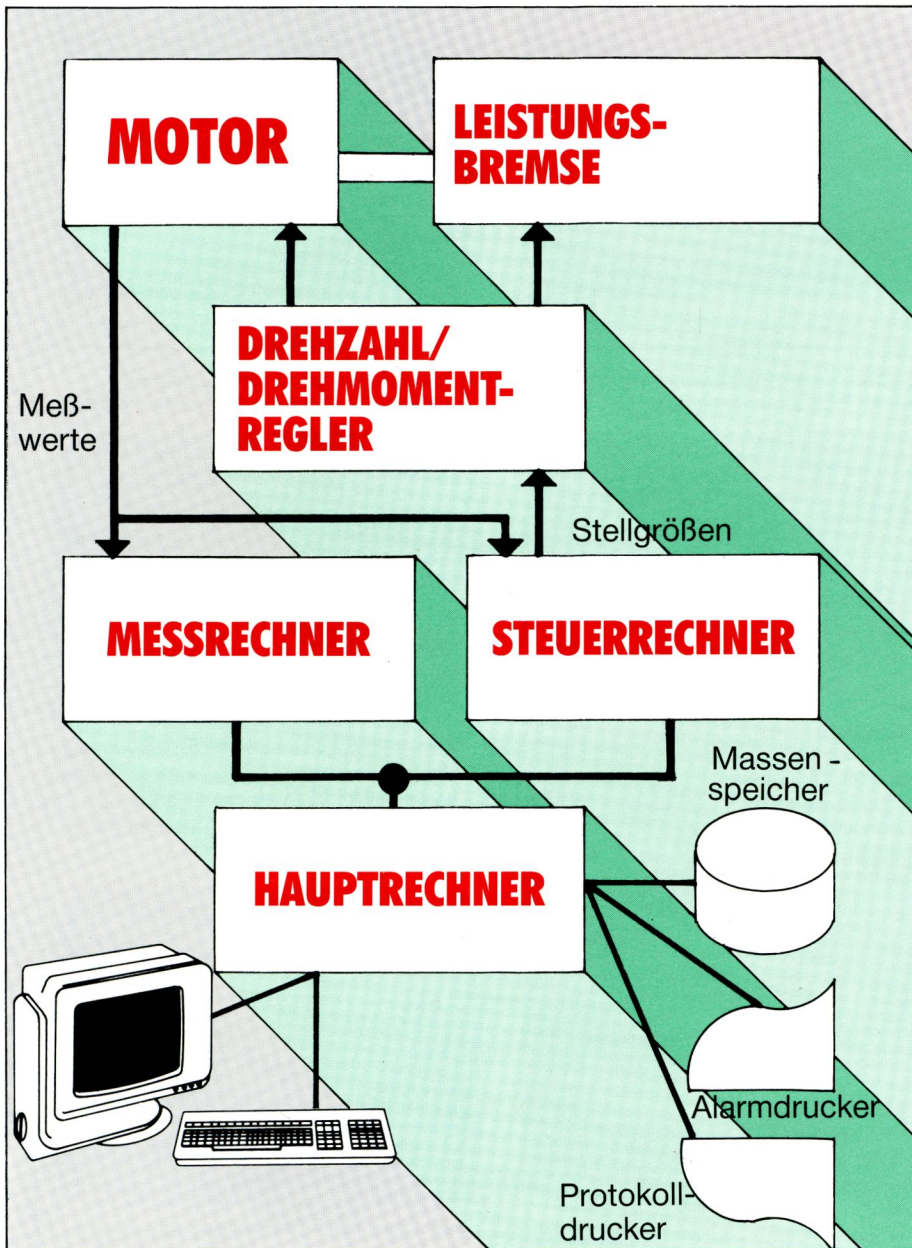 MOTOR
LEISTUNGS-
BREMSE
DREHZAHL/
DREHMOMENT-
REGLER
Meß-
werte
Stellgrößen
MESSRECHNER
STEUERRECHNER
Massen-
speicher
HAUPTRECHNER
Alarmdrucker
Protokoll-
drucker